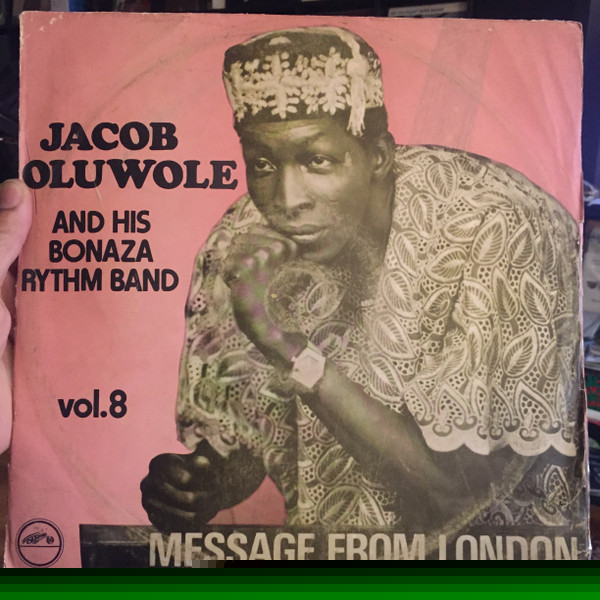 JACOB
OLUWOLE
AND HIS
BONAZA
RYTHM BAND
vol.8
MESSAGE FROM LONDON